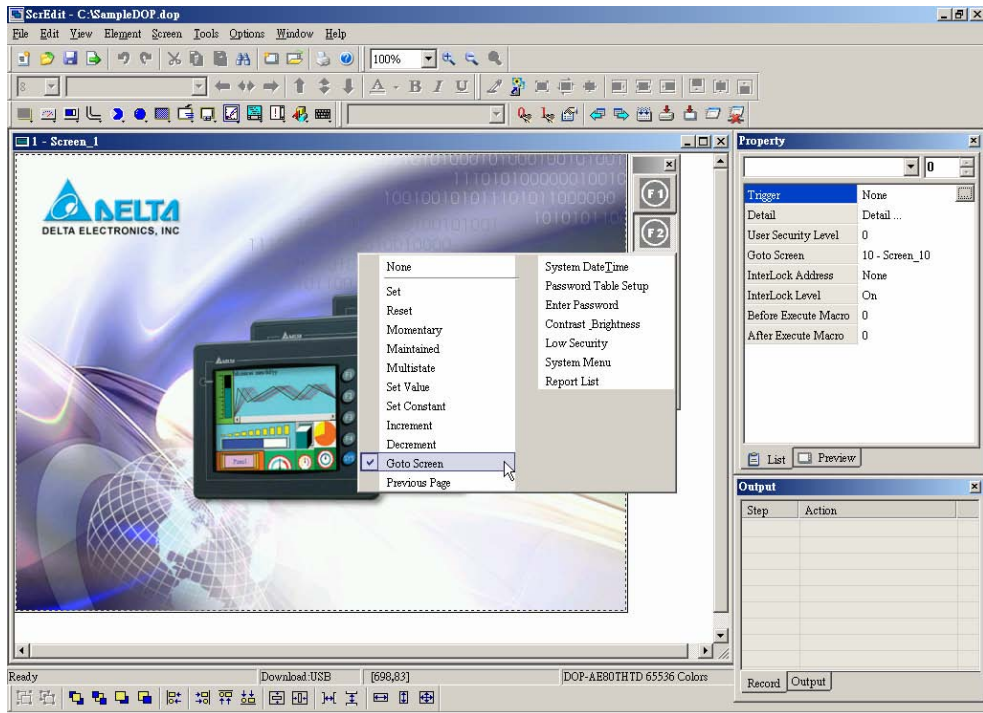 ScrEdit - C:\SampleDOP.dop
File Edit View Element Screen Tools Options Window Help
100%
8
A B I U
1 - Screen_1
DELTA
DELTA ELECTRONICS, INC
F1
F2
None
Set
Reset
Momentary
Maintained
Multistate
Set Value
Set Constant
Increment
Decrement
Goto Screen
Previous Page
System DateTime
Password Table Setup
Enter Password
Contrast_Brightness
Low Security
System Menu
Report List
Property
0
Trigger None ...
Detail Detail ...
User Security Level 0
Goto Screen 10 - Screen_10
InterLock Address None
InterLock Level On
Before Execute Macro 0
After Execute Macro 0
List Preview
Output
Step Action
Record Output
Ready Download:USB [698,83] DOP-AE80THTD 65536 Colors